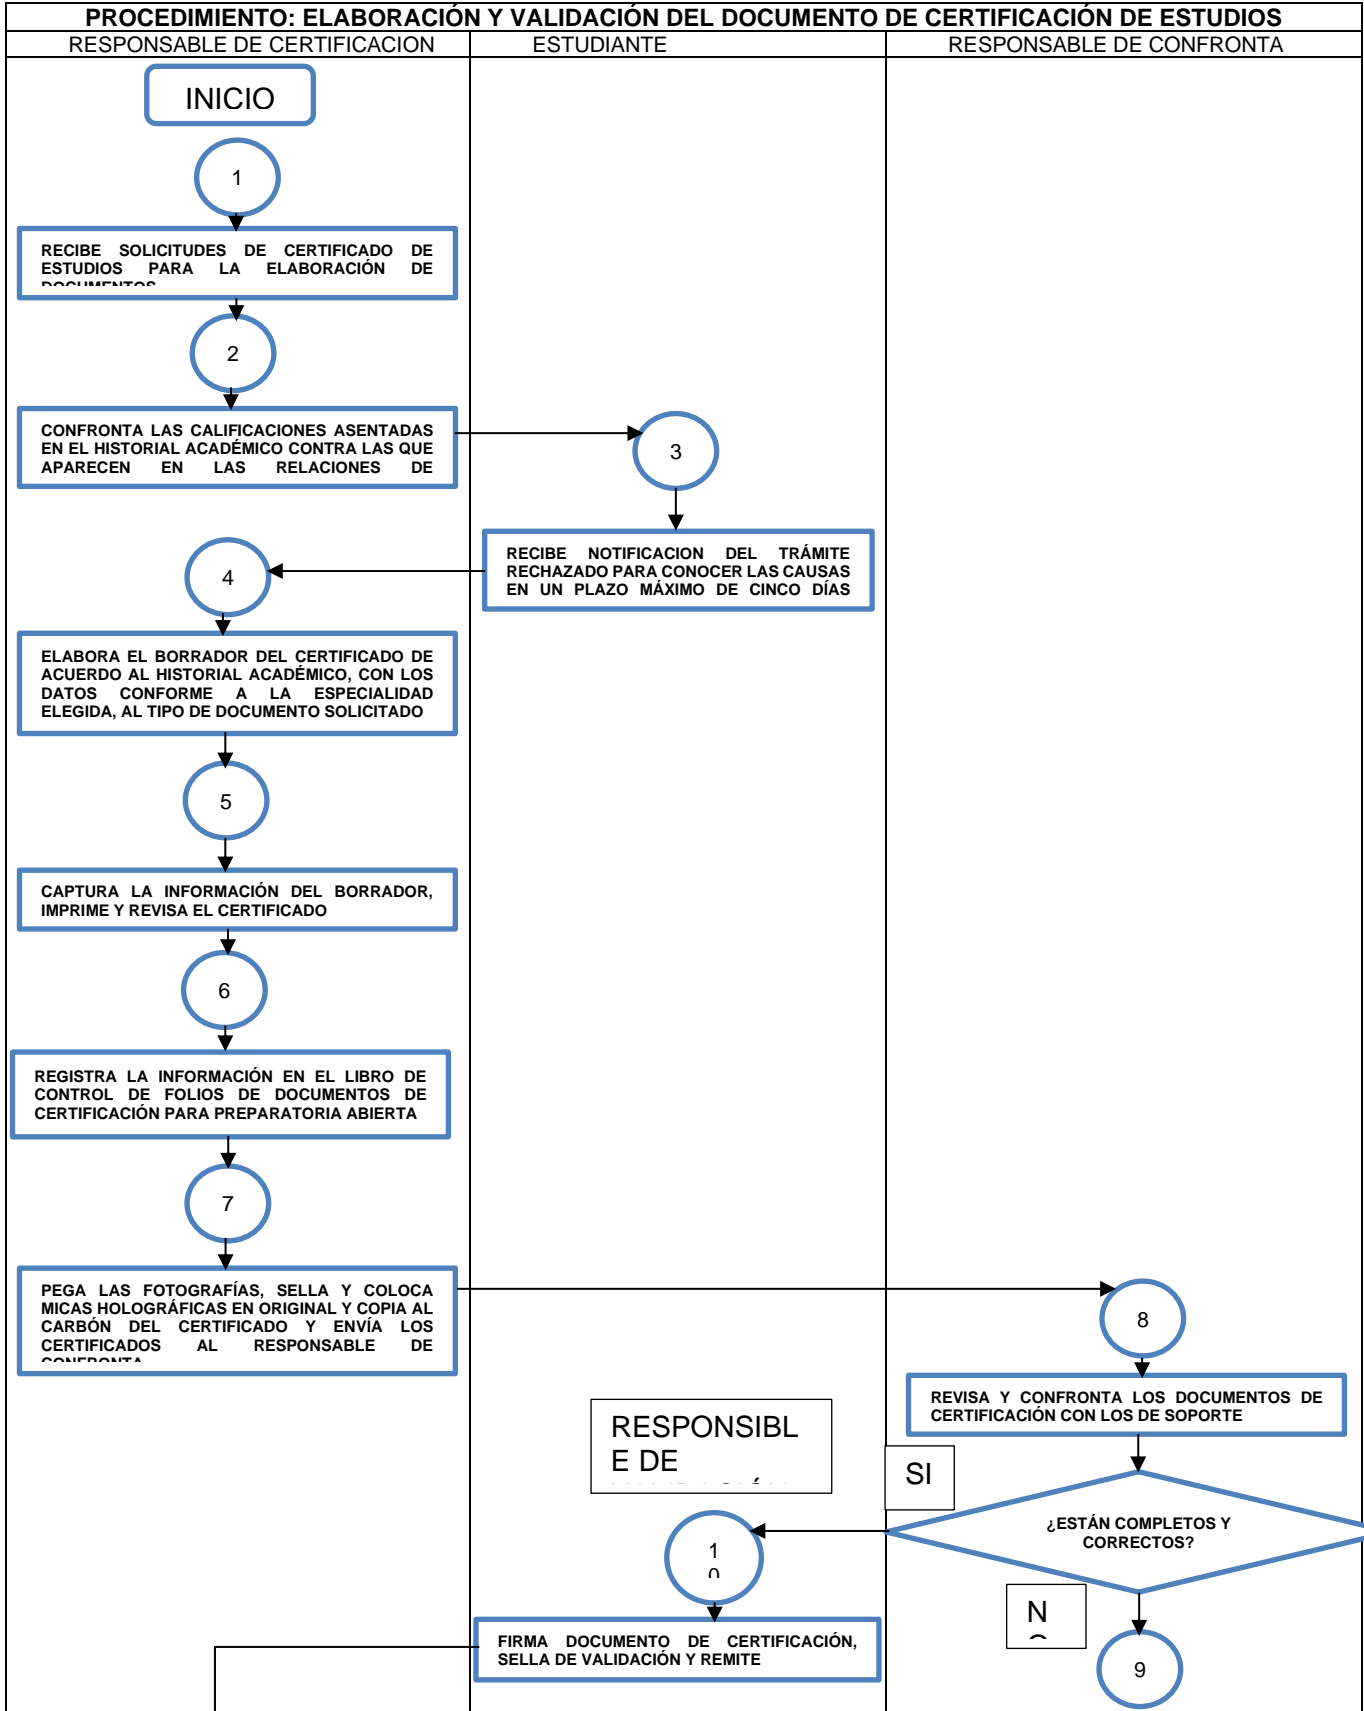 PROCEDIMIENTO: ELABORACIÓN Y VALIDACIÓN DEL DOCUMENTO DE CERTIFICACIÓN DE ESTUDIOS
RESPONSABLE DE CERTIFICACION
ESTUDIANTE
RESPONSABLE DE CONFRONTA
INICIO
1
RECIBE SOLICITUDES DE CERTIFICADO DE
ESTUDIOS PARA LA ELABORACIÓN DE
DOCUMENTOS
2
CONFRONTA LAS CALIFICACIONES ASENTADAS
EN EL HISTORIAL ACADÉMICO CONTRA LAS QUE
APARECEN EN LAS RELACIONES DE
3
RECIBE NOTIFICACION DEL TRÁMITE
RECHAZADO PARA CONOCER LAS CAUSAS
EN UN PLAZO MÁXIMO DE CINCO DÍAS
4
ELABORA EL BORRADOR DEL CERTIFICADO DE
ACUERDO AL HISTORIAL ACADÉMICO, CON LOS
DATOS CONFORME A LA ESPECIALIDAD
ELEGIDA, AL TIPO DE DOCUMENTO SOLICITADO
5
CAPTURA LA INFORMACIÓN DEL BORRADOR,
IMPRIME Y REVISA EL CERTIFICADO
6
REGISTRA LA INFORMACIÓN EN EL LIBRO DE
CONTROL DE FOLIOS DE DOCUMENTOS DE
CERTIFICACIÓN PARA PREPARATORIA ABIERTA
7
PEGA LAS FOTOGRAFÍAS, SELLA Y COLOCA
MICAS HOLOGRÁFICAS EN ORIGINAL Y COPIA AL
CARBÓN DEL CERTIFICADO Y ENVÍA LOS
CERTIFICADOS AL RESPONSABLE DE
CONFRONTA
8
REVISA Y CONFRONTA LOS DOCUMENTOS DE
CERTIFICACIÓN CON LOS DE SOPORTE
RESPONSIBL
E DE
SI
¿ESTÁN COMPLETOS Y
CORRECTOS?
1
0
N
O
9
FIRMA DOCUMENTO DE CERTIFICACIÓN,
SELLA DE VALIDACIÓN Y REMITE